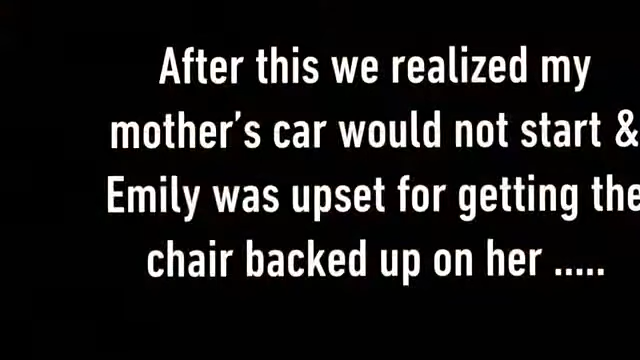 After this we realized my
mother’s car would not start &
Emily was upset for getting the
chair backed up on her .....